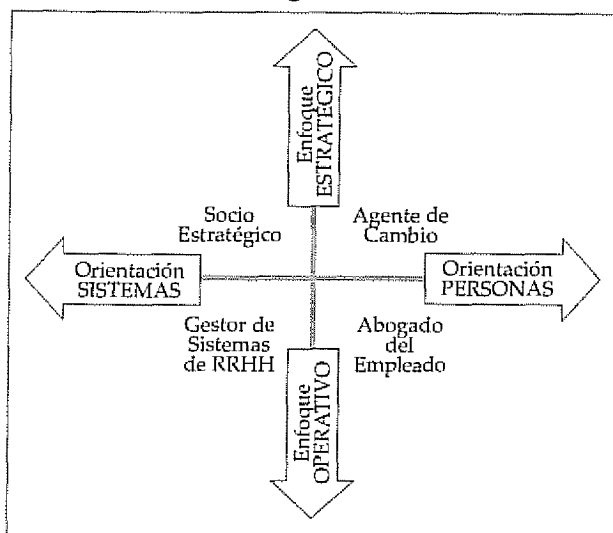 Enfoque
ESTRATÉGICO
Socio
Estratégico
Agente de
Cambio
Orientación
SISTEMAS
Orientación
PERSONAS
Gestor de
Sistemas
de RRHH
Abogado
del
Empleado
Enfoque
OPERATIVO